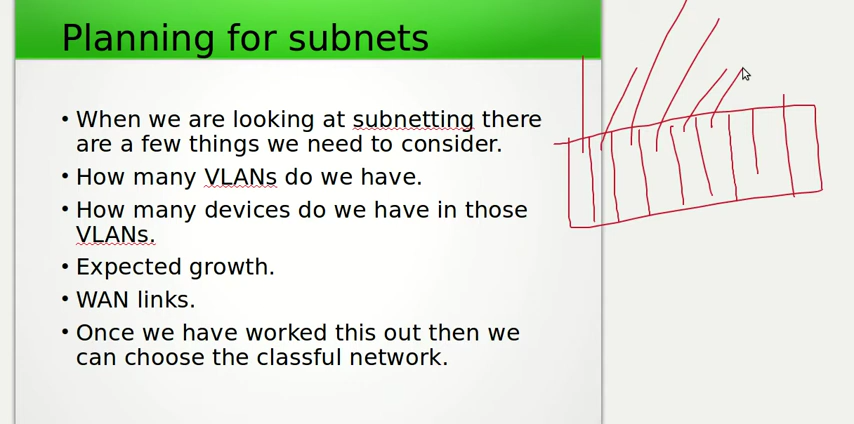 Planning for subnets
• When we are looking at subnetting there
are a few things we need to consider.
• How many VLANs do we have.
• How many devices do we have in those
VLANs.
• Expected growth.
• WAN links.
• Once we have worked this out then we
can choose the classful network.